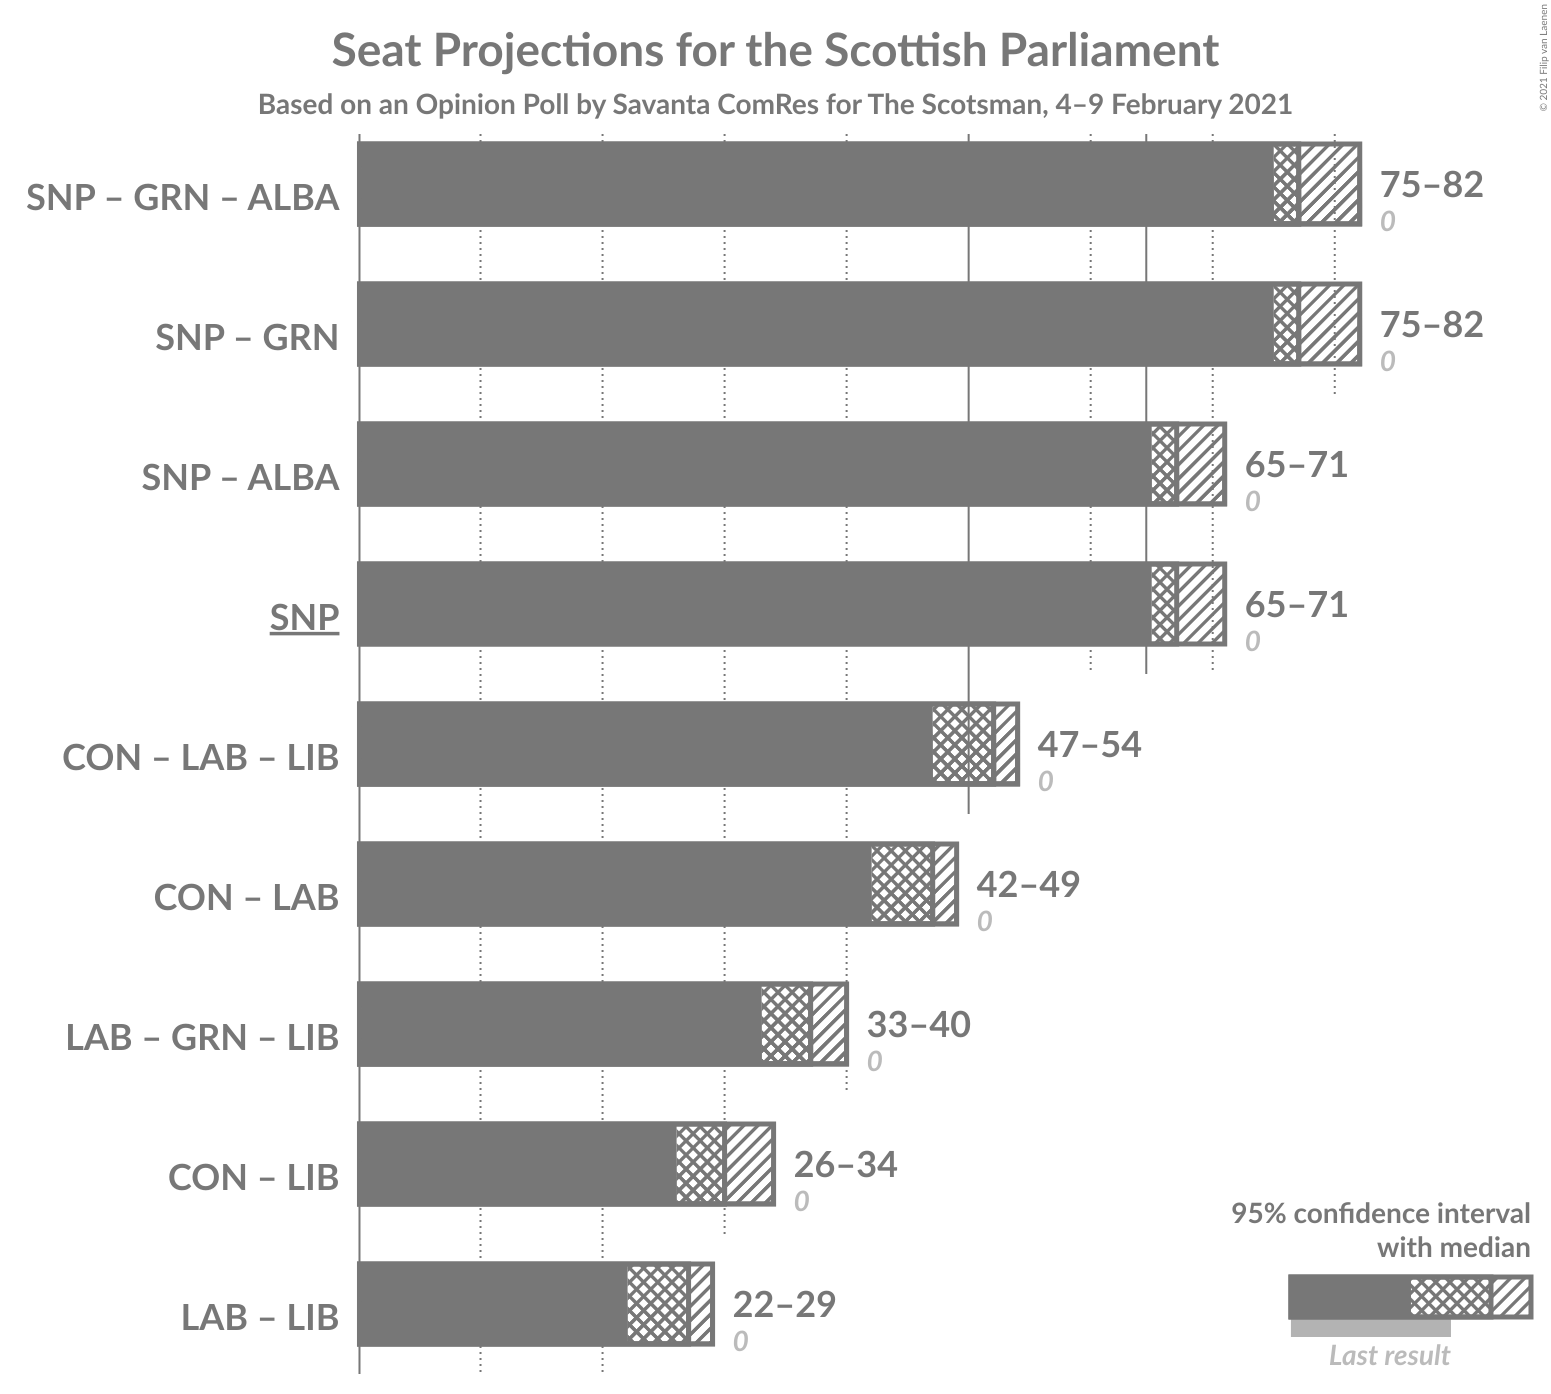 Seat Projections for the Scottish Parliament
Based on an Opinion Poll by Savanta ComRes for The Scotsman, 4–9 February 2021
© 2021 Filip van Laenen
SNP – GRN – ALBA
75–82
0
SNP – GRN
75–82
0
SNP – ALBA
65–71
0
SNP
65–71
0
CON – LAB – LIB
47–54
0
CON – LAB
42–49
0
LAB – GRN – LIB
33–40
0
CON – LIB
26–34
0
LAB – LIB
22–29
0
95% confidence interval
with median
Last result